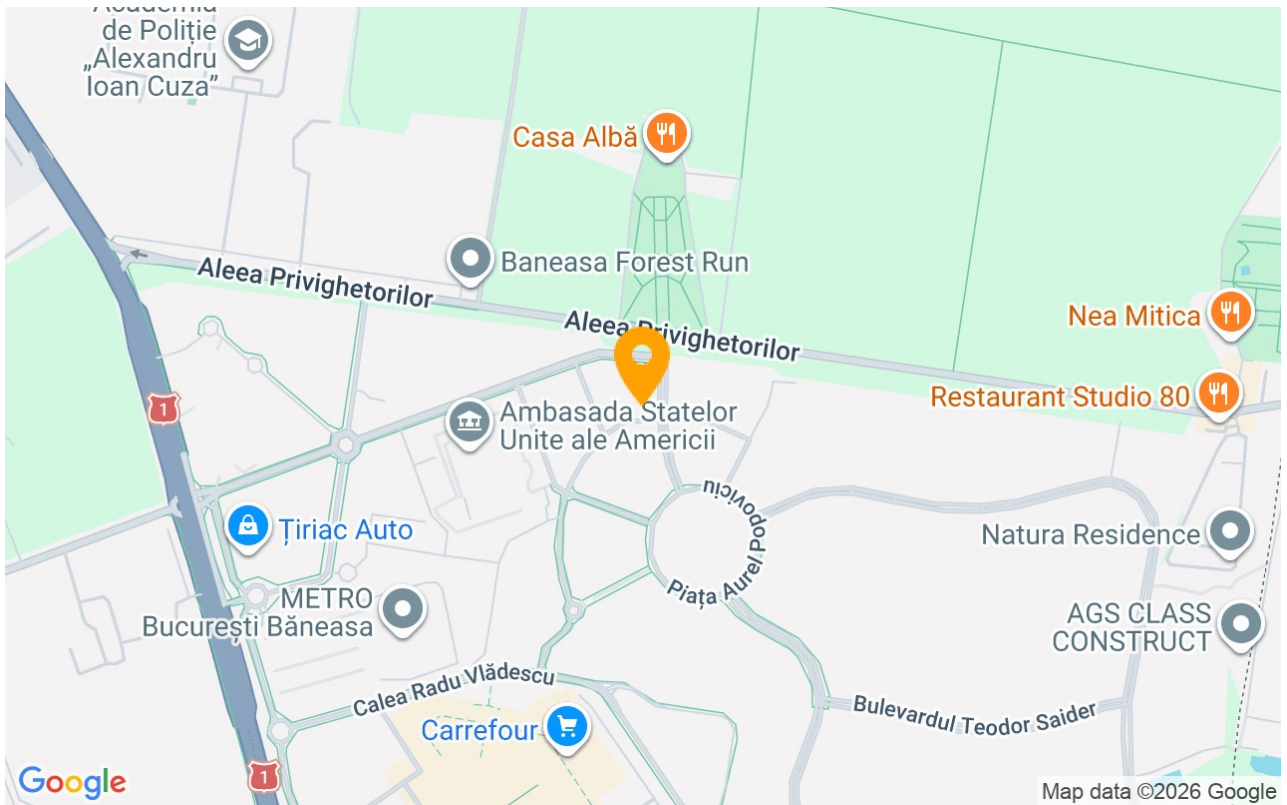 Academia
de Poliție
„Alexandru
Ioan Cuza”
Casa Albă
Baneasa Forest Run
Aleea Privighetorilor
Aleea Privighetorilor
Nea Mitica
Restaurant Studio 80
1
Ambasada Statelor
Unite ale Americii
Piața Aurel Popoviciu
Țiriac Auto
Natura Residence
METRO
București Băneasa
AGS CLASS
CONSTRUCT
Calea Radu Vlădescu
Bulevardul Teodor Saider
Carrefour
1
Google
Map data ©2026 Google